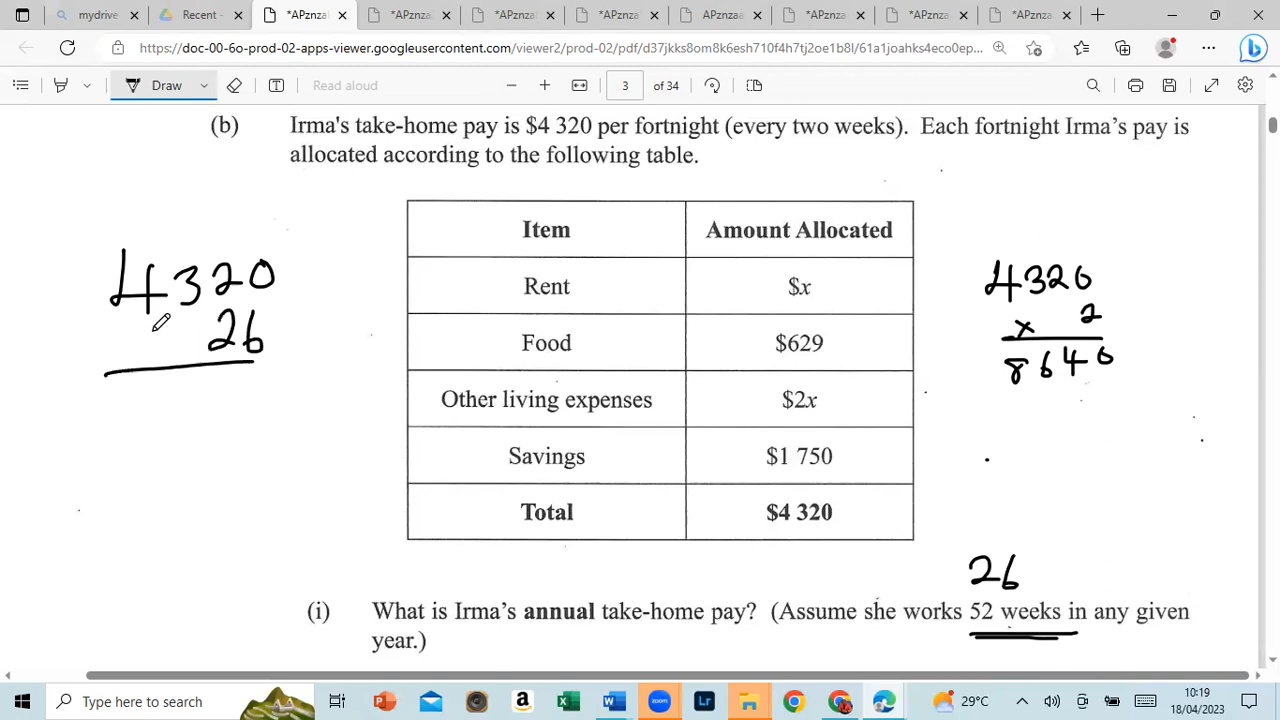 mydrive
Recent -
*APznza
*APznza
*APznza
*APznza
*APznza
*APznza
*APznza
*APznza
https://doc-00-6o-prod-02-apps-viewer.googleusercontent.com/viewer2/prod-02/pdf/d37jkks8om8k6esh710f4h7tj2oe1b8l/61a1joahks4eco0ep...
Draw
Read aloud
3 of 34
(b) Irma's take-home pay is $4 320 per fortnight (every two weeks). Each fortnight Irma's pay is
allocated according to the following table.
Item Amount Allocated
Rent $x
Food $629
Other living expenses $2x
Savings $1 750
Total $4 320
4320
26
4320
x 2
8640
26
(i) What is Irma's annual take-home pay? (Assume she works 52 weeks in any given
year.)
Type here to search
zoom
Lr
29°C
10:19
18/04/2023